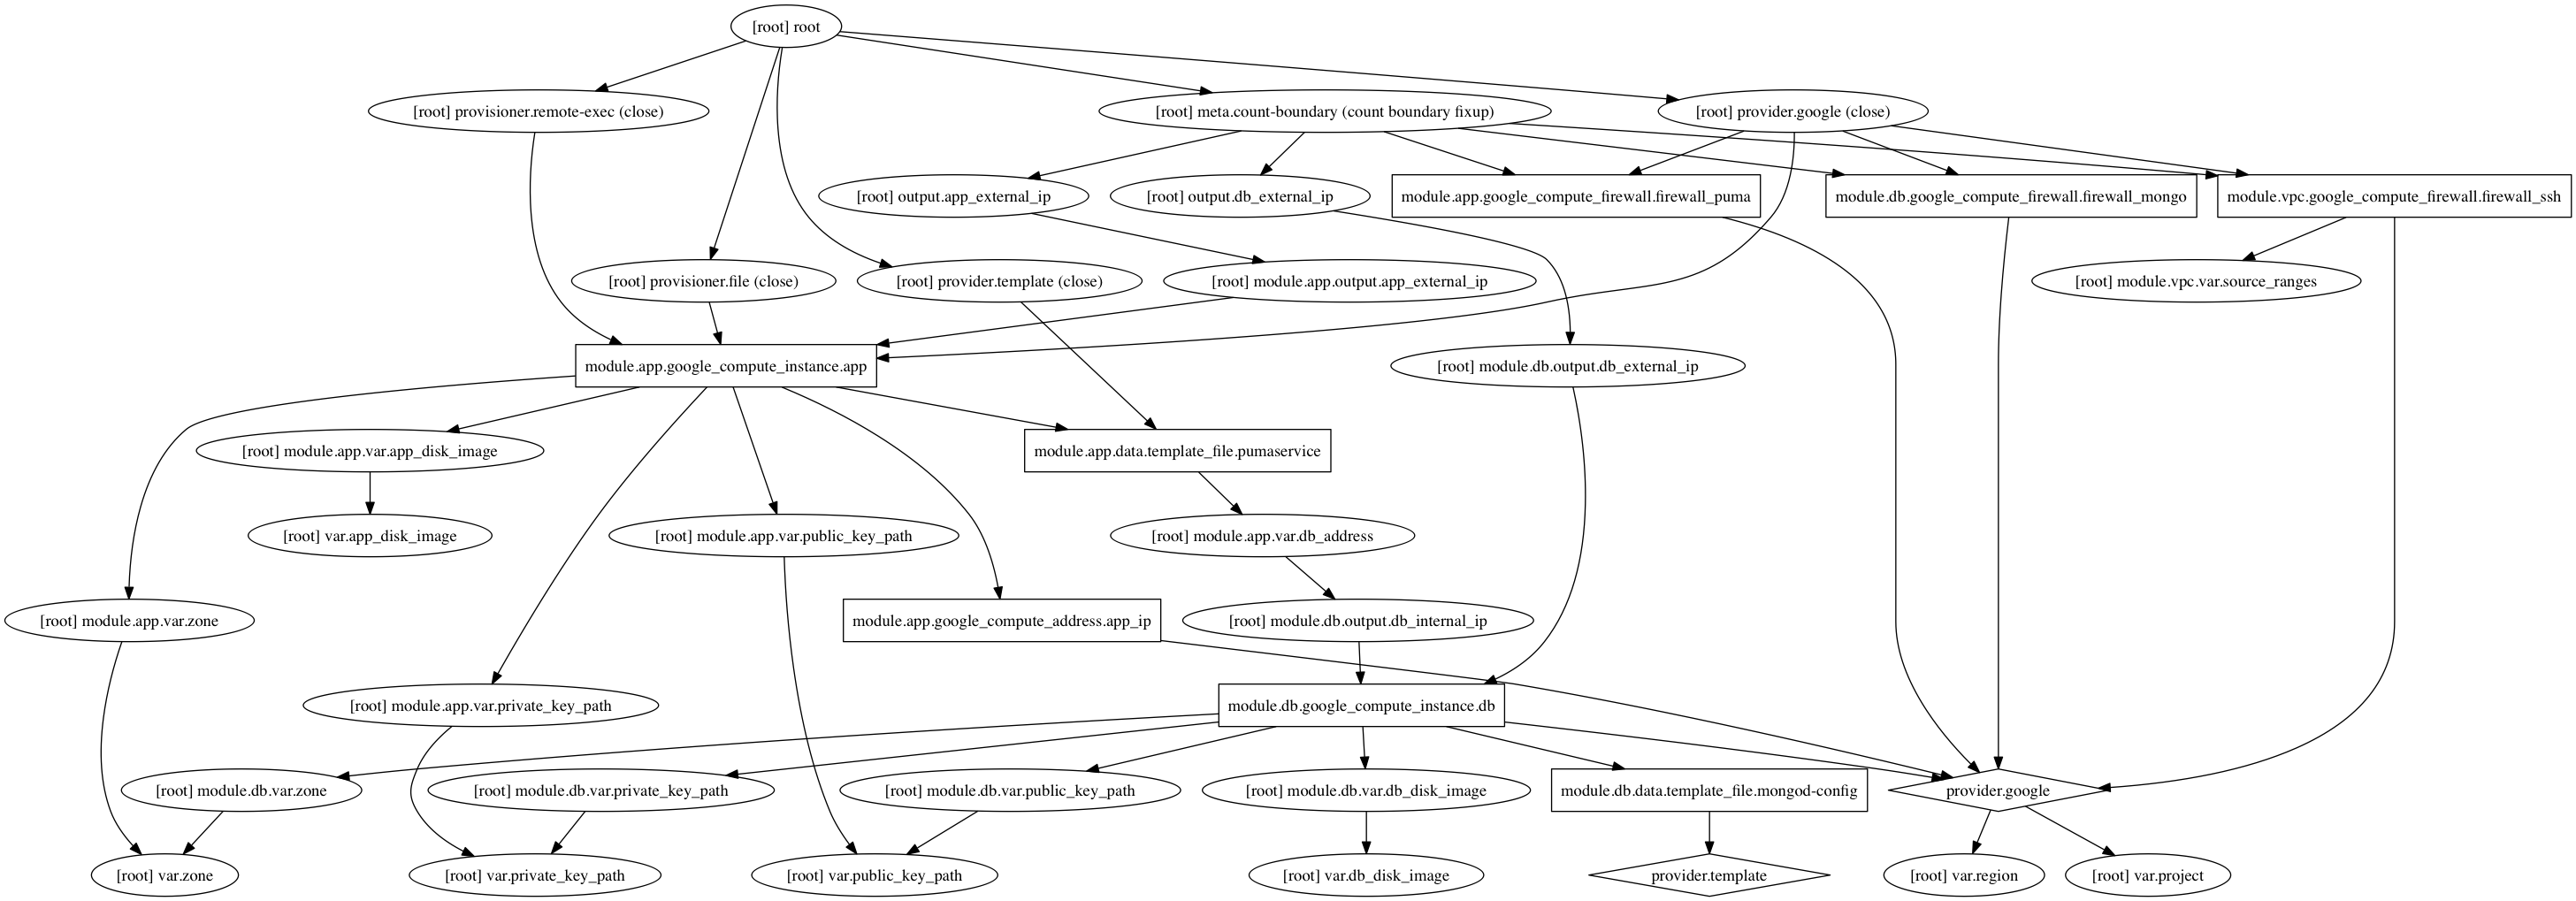 [root] root
[root] provisioner.remote-exec (close)
[root] meta.count-boundary (count boundary fixup)
[root] provider.google (close)
[root] output.app_external_ip
[root] output.db_external_ip
module.app.google_compute_firewall.firewall_puma
module.db.google_compute_firewall.firewall_mongo
module.vpc.google_compute_firewall.firewall_ssh
[root] provisioner.file (close)
[root] provider.template (close)
[root] module.app.output.app_external_ip
[root] module.vpc.var.source_ranges
module.app.google_compute_instance.app
[root] module.db.output.db_external_ip
[root] module.app.var.app_disk_image
module.app.data.template_file.pumaservice
[root] var.app_disk_image
[root] module.app.var.public_key_path
[root] module.app.var.db_address
[root] module.app.var.zone
module.app.google_compute_address.app_ip
[root] module.db.output.db_internal_ip
[root] module.app.var.private_key_path
module.db.google_compute_instance.db
[root] module.db.var.zone
[root] module.db.var.private_key_path
[root] module.db.var.public_key_path
[root] module.db.var.db_disk_image
module.db.data.template_file.mongod-config
provider.google
[root] var.zone
[root] var.private_key_path
[root] var.public_key_path
[root] var.db_disk_image
provider.template
[root] var.region
[root] var.project